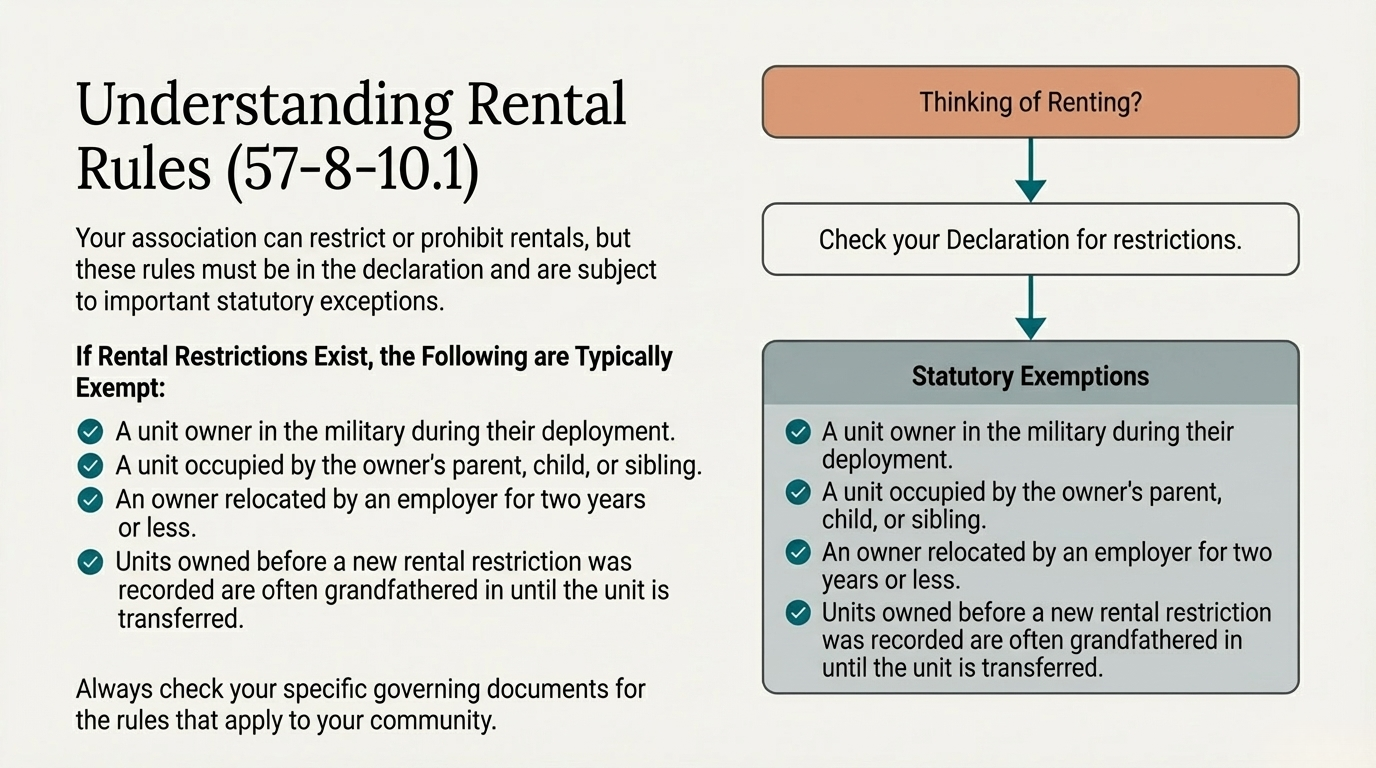 Understanding Rental
Rules (57-8-10.1)
Your association can restrict or prohibit rentals, but
these rules must be in the declaration and are subject
to important statutory exceptions.
If Rental Restrictions Exist, the Following are Typically
Exempt:
A unit owner in the military during their deployment.
A unit occupied by the owner's parent, child, or sibling.
An owner relocated by an employer for two years
or less.
Units owned before a new rental restriction was
recorded are often grandfathered in until the unit is
transferred.
Always check your specific governing documents for
the rules that apply to your community.
Thinking of Renting?
Check your Declaration for restrictions.
Statutory Exemptions
A unit owner in the military during their
deployment.
A unit occupied by the owner's parent,
child, or sibling.
An owner relocated by an employer for two
years or less.
Units owned before a new rental restriction
was recorded are often grandfathered in
until the unit is transferred.